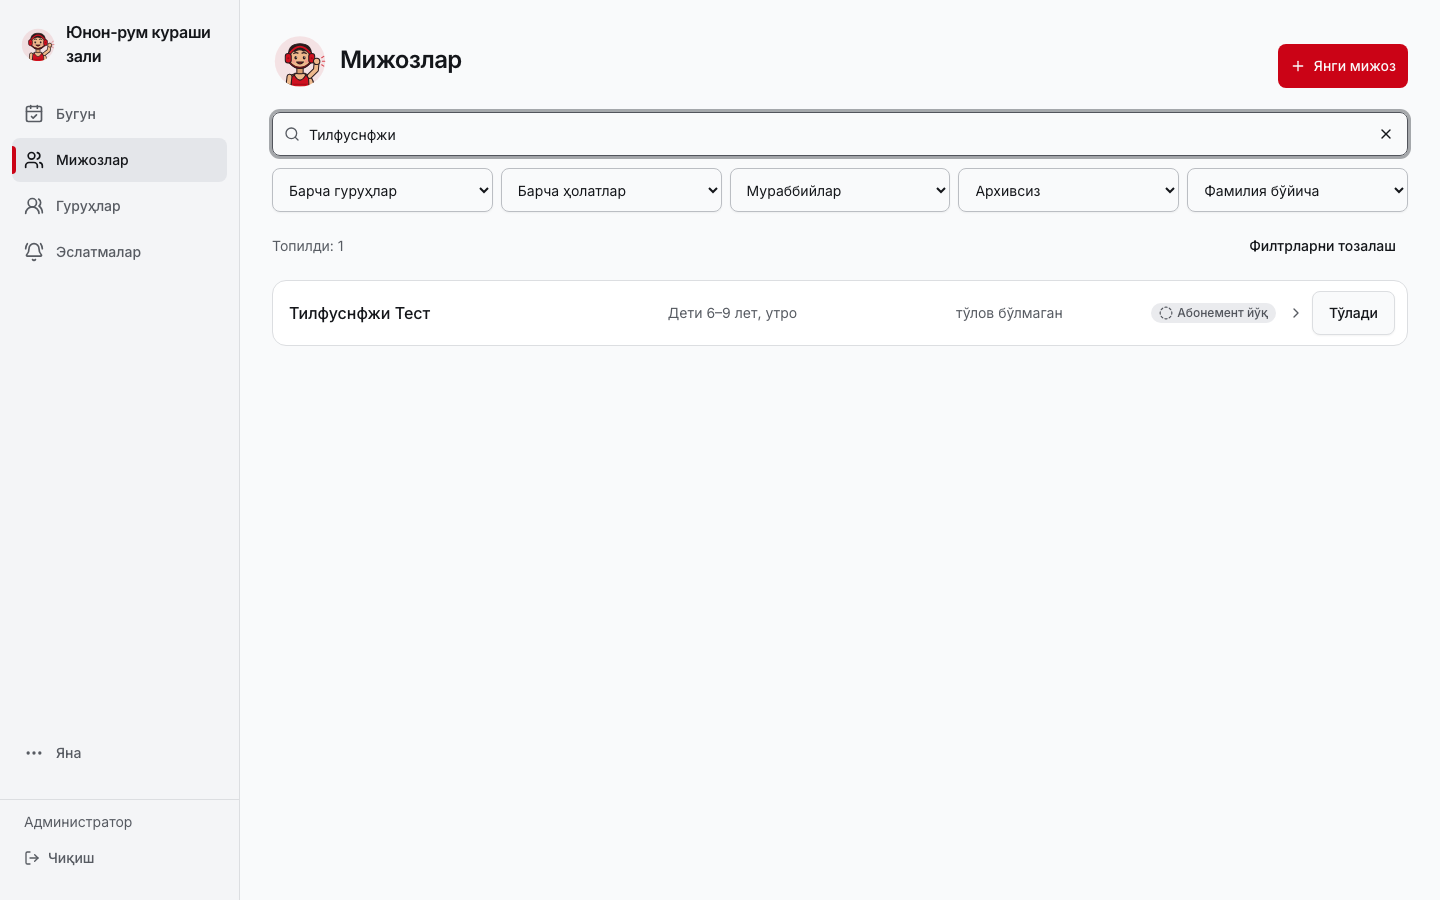 Юнон-рум кураши
зали
Бугун
Мижозлар
Гуруҳлар
Эслатмалар
Яна
Администратор
Чиқиш
Мижозлар
+ Янги мижоз
Тилфуснфжи
Барча гуруҳлар
Барча ҳолатлар
Мураббийлар
Архивсиз
Фамилия бўйича
Топилди: 1
Филтрларни тозалаш
Тилфуснфжи Тест
Дети 6–9 лет, утро
тўлов бўлмаган
Абонемент йўқ
Тўлади